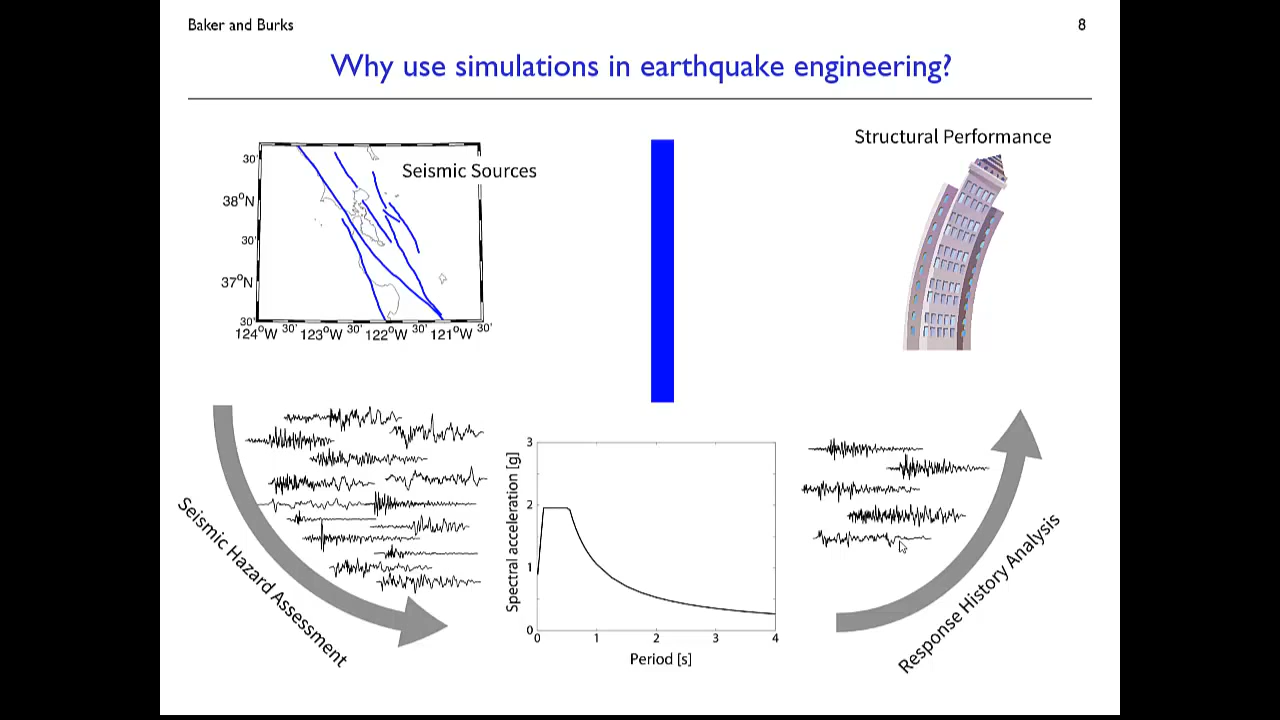 Baker and Burks
8
Why use simulations in earthquake engineering?
Structural Performance
Seismic Sources
30'
38°N
30'
37°N
30'
124°W 30' 123°W 30' 122°W 30' 121°W 30'
Seismic Hazard Assessment
Spectral acceleration [g]
3
2
1
0
0 1 2 3 4
Period [s]
Response History Analysis